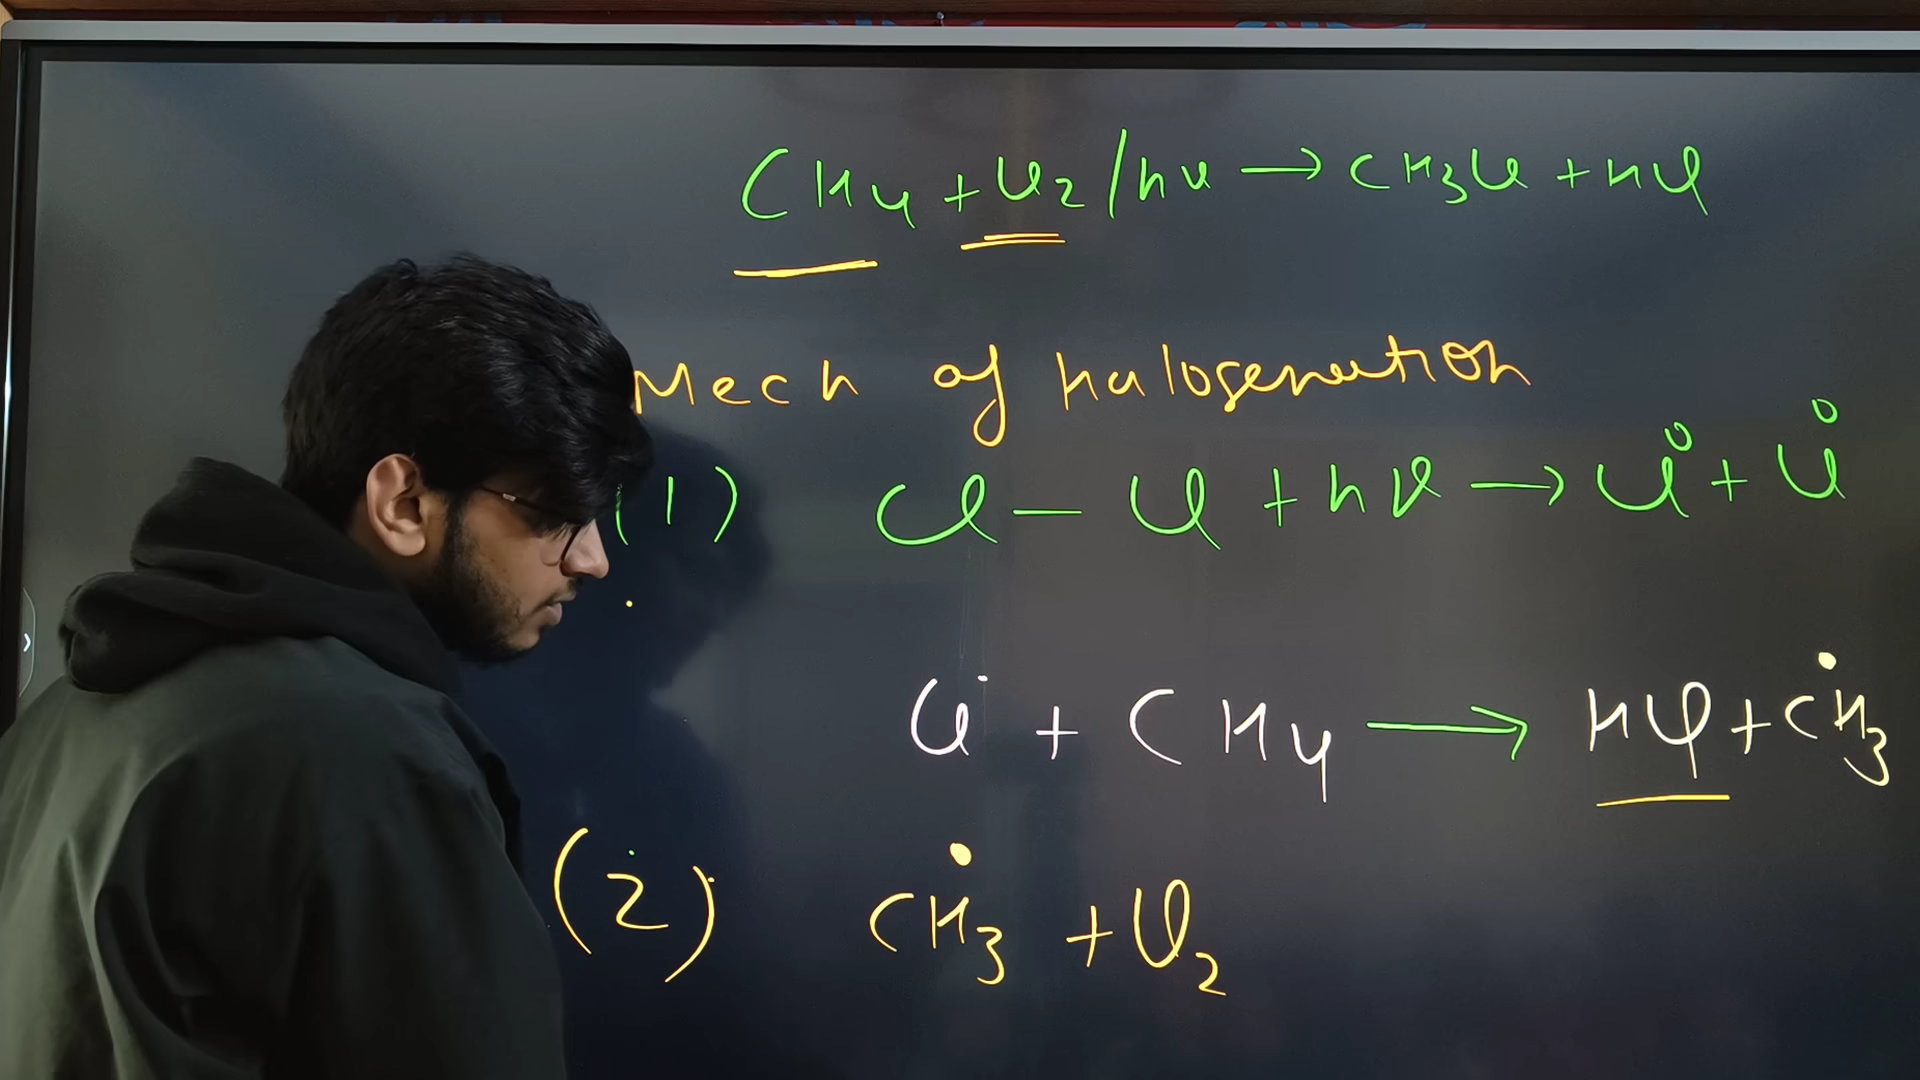 CH4 + Cl2 / hν → CH3Cl + HCl
Mech of Halogenation
(1) Cl – Cl + hν → Cl° + Cl°
Cl˙ + CH4 → HCl + ĊH3
(2) ĊH3 + Cl2